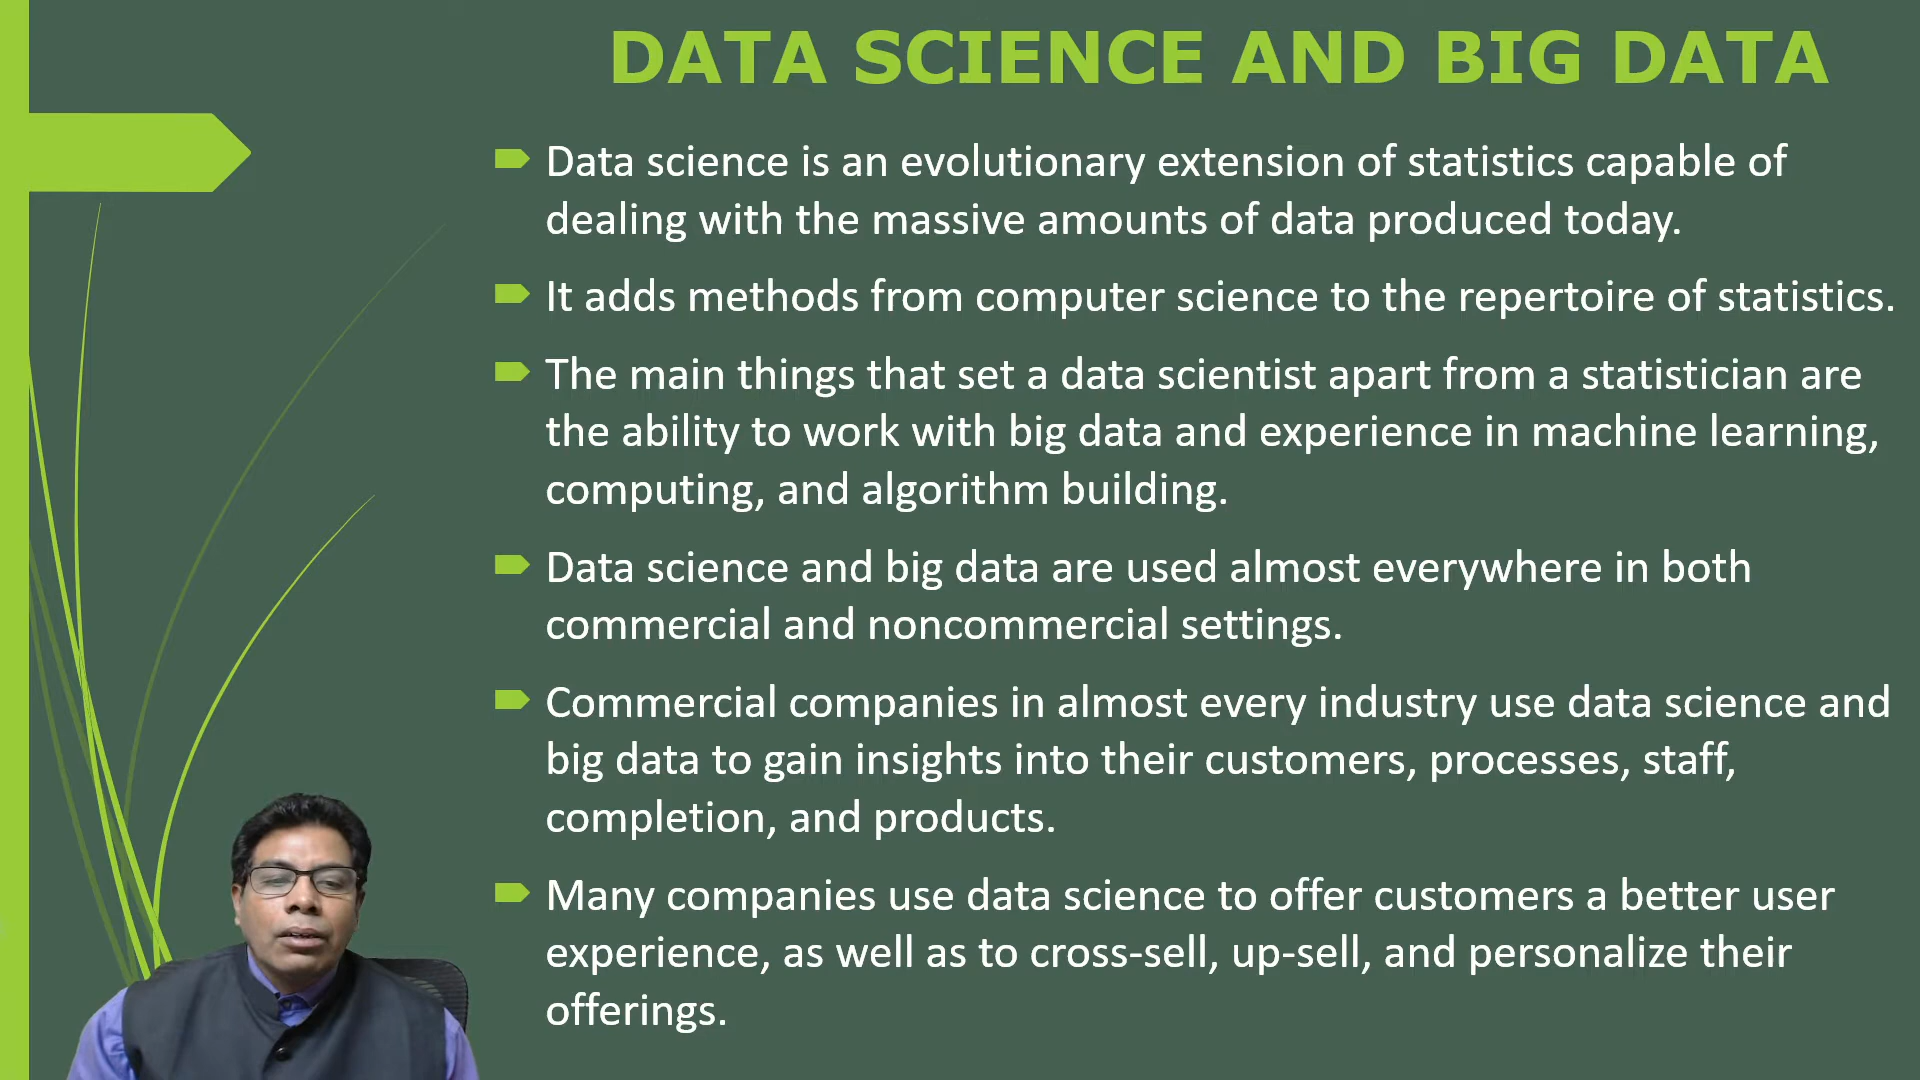 DATA SCIENCE AND BIG DATA
Data science is an evolutionary extension of statistics capable of
dealing with the massive amounts of data produced today.
It adds methods from computer science to the repertoire of statistics.
The main things that set a data scientist apart from a statistician are
the ability to work with big data and experience in machine learning,
computing, and algorithm building.
Data science and big data are used almost everywhere in both
commercial and noncommercial settings.
Commercial companies in almost every industry use data science and
big data to gain insights into their customers, processes, staff,
completion, and products.
Many companies use data science to offer customers a better user
experience, as well as to cross-sell, up-sell, and personalize their
offerings.